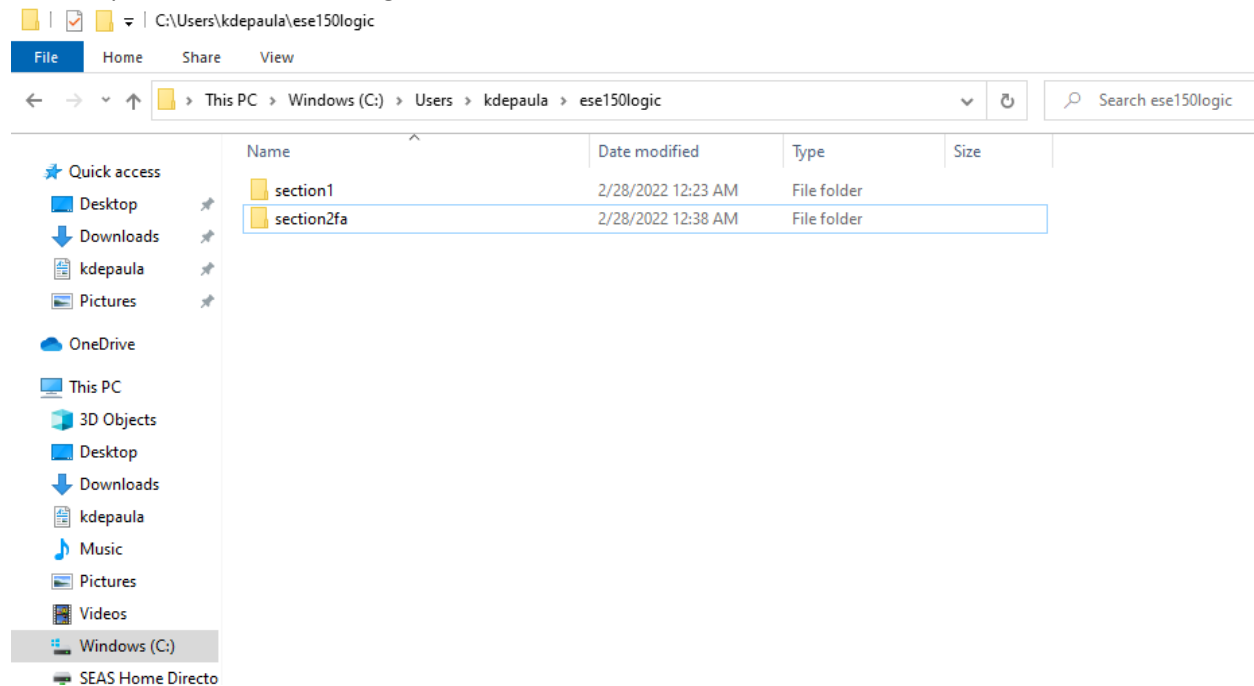 C:\Users\kdepaula\ese150logic
File Home Share View
This PC > Windows (C:) > Users > kdepaula > ese150logic
Search ese150logic
Name Date modified Type Size
Quick access
Desktop
Downloads
kdepaula
Pictures
OneDrive
This PC
3D Objects
Desktop
Downloads
kdepaula
Music
Pictures
Videos
Windows (C:)
SEAS Home Directo
section1 2/28/2022 12:23 AM File folder
section2fa 2/28/2022 12:38 AM File folder